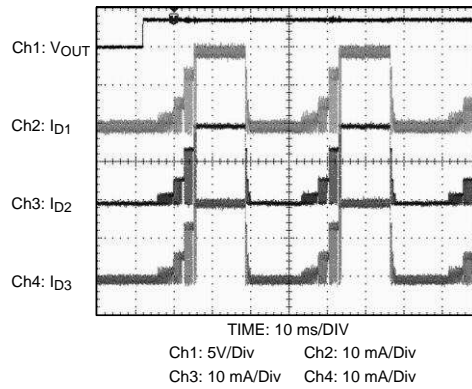 Ch1: VOUT
Ch2: ID1
Ch3: ID2
Ch4: ID3
TIME: 10 ms/DIV
Ch1: 5V/Div Ch2: 10 mA/Div
Ch3: 10 mA/Div Ch4: 10 mA/Div